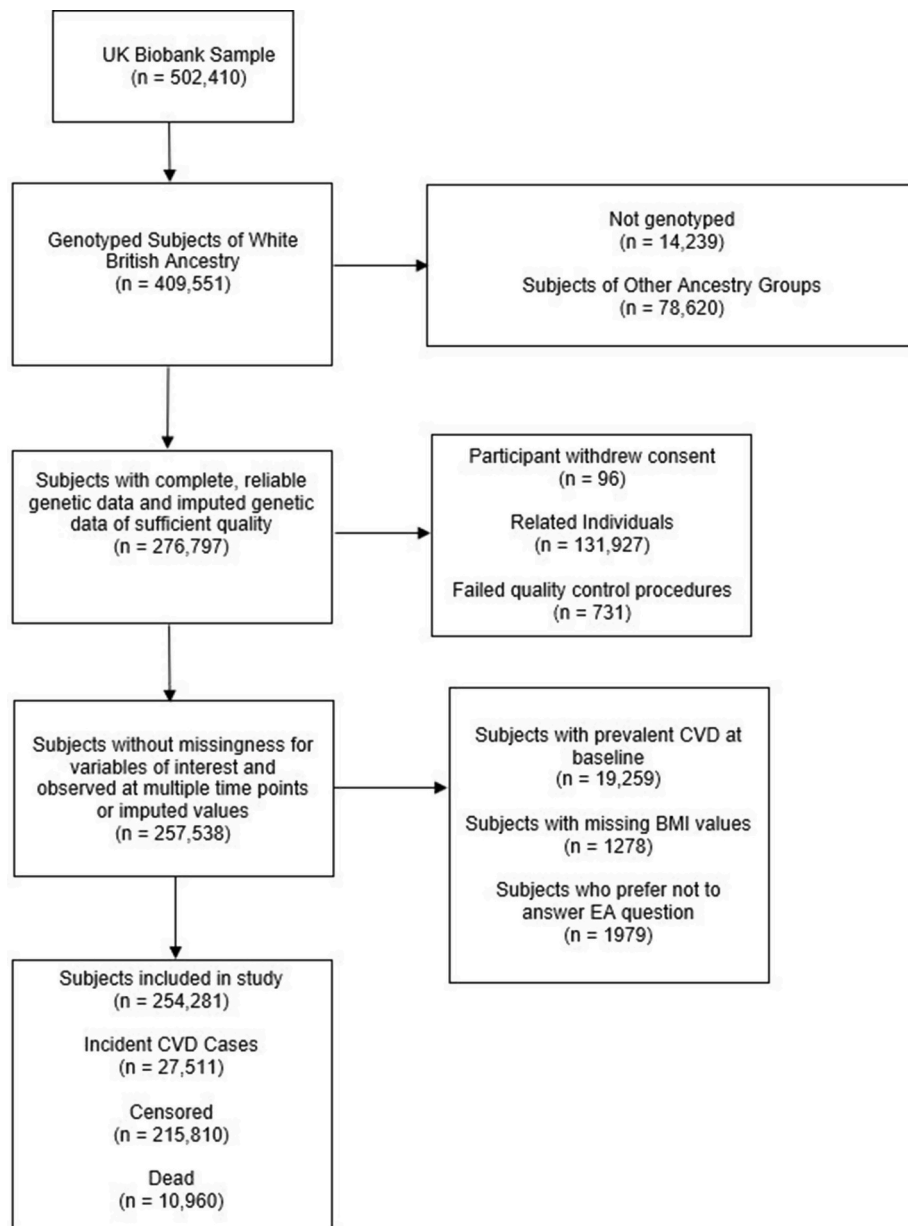 UK Biobank Sample
(n = 502,410)
Genotyped Subjects of White
British Ancestry
(n = 409,551)
Not genotyped
(n = 14,239)
Subjects of Other Ancestry Groups
(n = 78,620)
Subjects with complete, reliable
genetic data and imputed genetic
data of sufficient quality
(n = 276,797)
Participant withdrew consent
(n = 96)
Related Individuals
(n = 131,927)
Failed quality control procedures
(n = 731)
Subjects without missingness for
variables of interest and
observed at multiple time points
or imputed values
(n = 257,538)
Subjects with prevalent CVD at
baseline
(n = 19,259)
Subjects with missing BMI values
(n = 1278)
Subjects who prefer not to
answer EA question
(n = 1979)
Subjects included in study
(n = 254,281)
Incident CVD Cases
(n = 27,511)
Censored
(n = 215,810)
Dead
(n = 10,960)